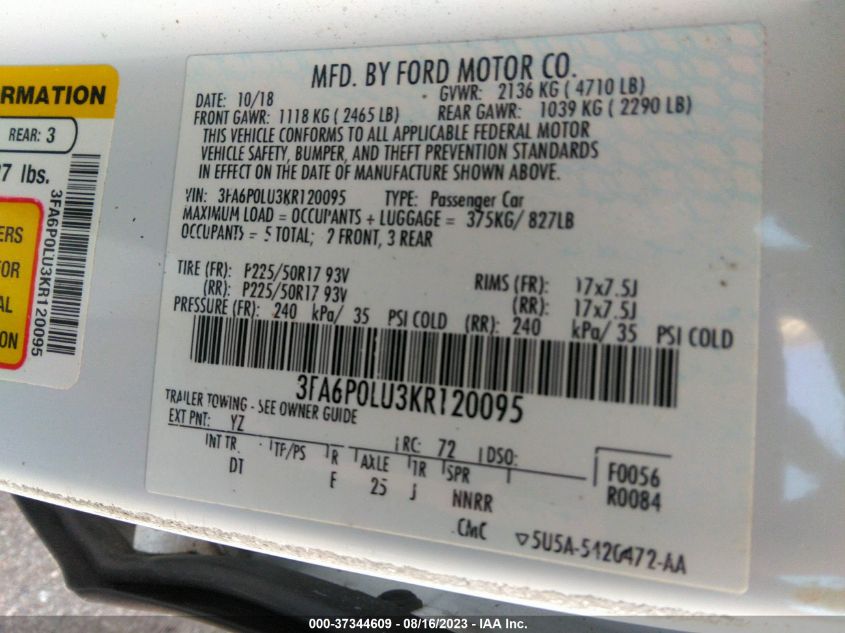 RMATION
REAR: 3
7 lbs.
3FA6P0LU3KR120095
ERS
FOR
AL
ON
MFD. BY FORD MOTOR CO.
DATE: 10/18 GVWR: 2136 KG ( 4710 LB)
FRONT GAWR: 1118 KG ( 2465 LB) REAR GAWR: 1039 KG ( 2290 LB)
THIS VEHICLE CONFORMS TO ALL APPLICABLE FEDERAL MOTOR
VEHICLE SAFETY, BUMPER, AND THEFT PREVENTION STANDARDS
IN EFFECT ON THE DATE OF MANUFACTURE SHOWN ABOVE.
VIN: 3FA6P0LU3KR120095 TYPE: Passenger Car
MAXIMUM LOAD = OCCUPANTS + LUGGAGE = 375KG/ 827LB
OCCUPANTS = 5 TOTAL; 2 FRONT, 3 REAR
TIRE (FR): P225/50R17 93V RIMS (FR): 17x7.5J
(RR): P225/50R17 93V (RR): 17x7.5J
PRESSURE (FR): 240 kPa/ 35 PSI COLD (RR): 240 kPa/ 35 PSI COLD
3FA6P0LU3KR120095
TRAILER TOWING - SEE OWNER GUIDE
EXT PNT: YZ RC: 72 DSO:
INT TR TP/PS R AXLE TR SPR F0056
DT F 25 J NNRR R0084
CMC 5U5A-5420472-AA
000-37344609 - 08/16/2023 - IAA Inc.